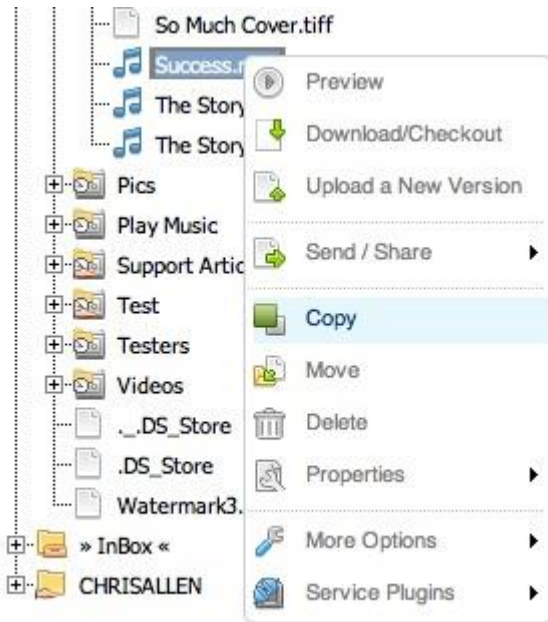 So Much Cover.tiff
Success.
The Story
The Story
Pics
Play Music
Support Artic
Test
Testers
Videos
._.DS_Store
.DS_Store
Watermark3.
» InBox «
CHRISALLEN
Preview
Download/Checkout
Upload a New Version
Send / Share
Copy
Move
Delete
Properties
More Options
Service Plugins